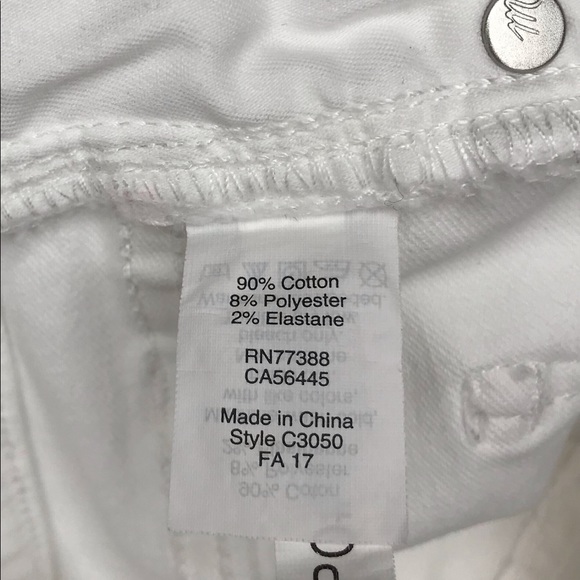 90% Cotton
8% Polyester
2% Elastane
RN77388
CA56445
Made in China
Style C3050
FA 17